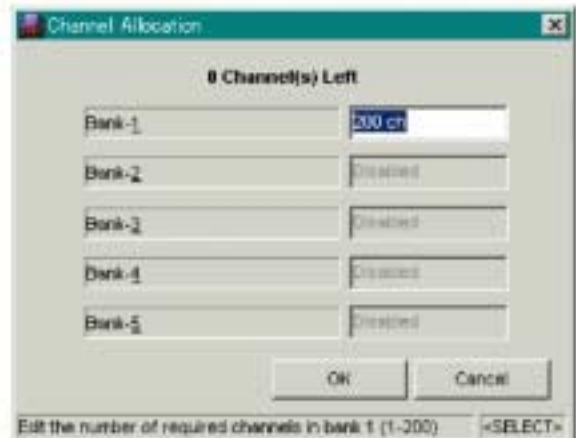 Channel Allocation
0 Channel(s) Left
Bank-1 200 ch
Bank-2 Disabled
Bank-3 Disabled
Bank-4 Disabled
Bank-5 Disabled
OK Cancel
Edit the number of required channels in bank 1 (1-200) <SELECT>